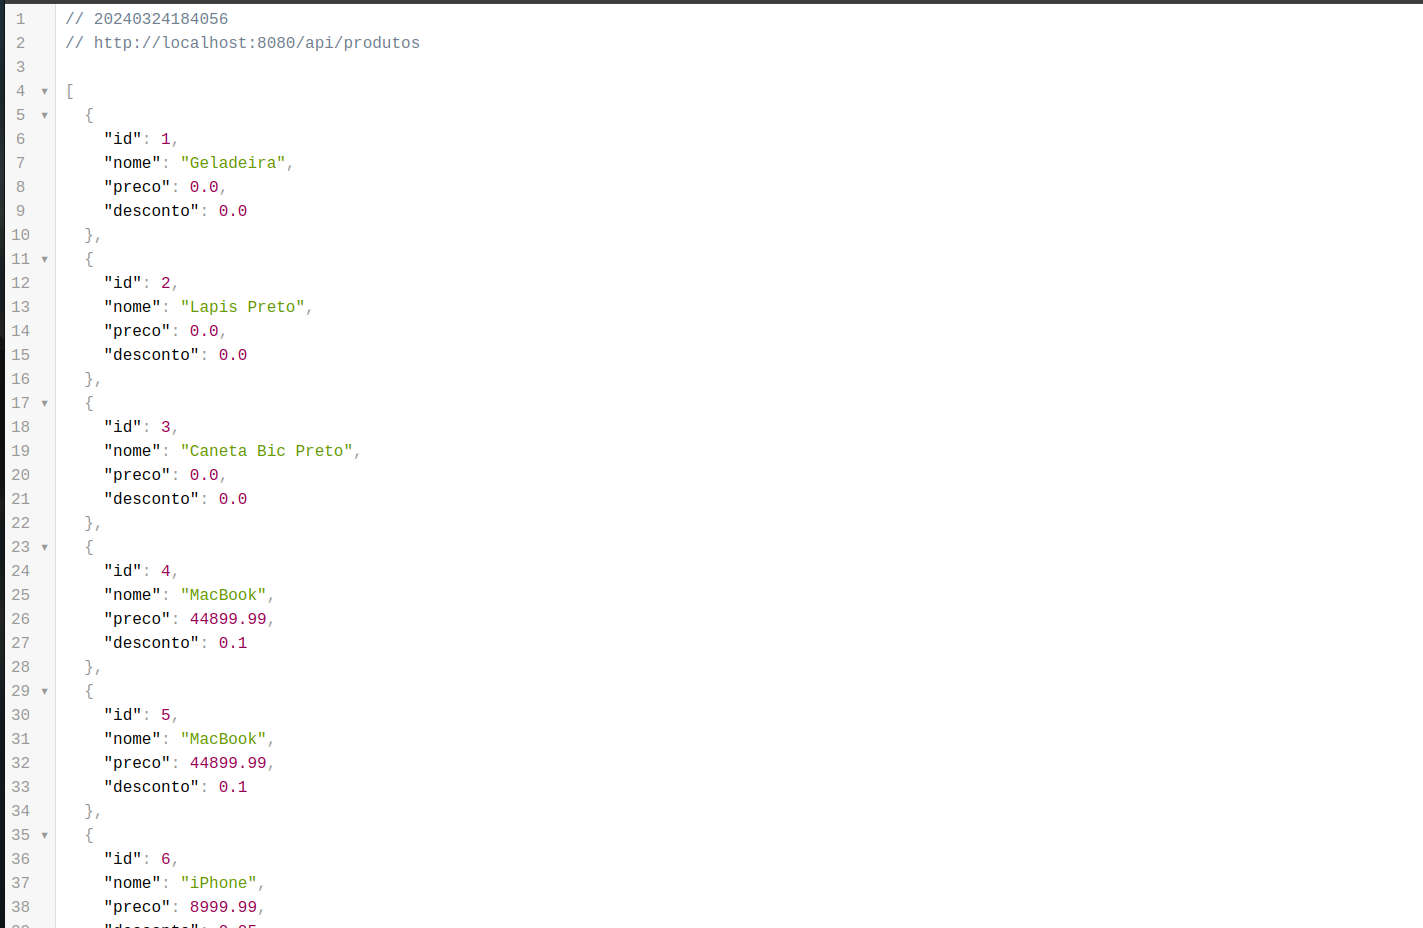 1 // 20240324184056
2 // http://localhost:8080/api/produtos
3
4 ▼ [
5 ▼   {
6       "id": 1,
7       "nome": "Geladeira",
8       "preco": 0.0,
9       "desconto": 0.0
10   },
11 ▼   {
12       "id": 2,
13       "nome": "Lapis Preto",
14       "preco": 0.0,
15       "desconto": 0.0
16   },
17 ▼   {
18       "id": 3,
19       "nome": "Caneta Bic Preto",
20       "preco": 0.0,
21       "desconto": 0.0
22   },
23 ▼   {
24       "id": 4,
25       "nome": "MacBook",
26       "preco": 44899.99,
27       "desconto": 0.1
28   },
29 ▼   {
30       "id": 5,
31       "nome": "MacBook",
32       "preco": 44899.99,
33       "desconto": 0.1
34   },
35 ▼   {
36       "id": 6,
37       "nome": "iPhone",
38       "preco": 8999.99,
"desconto":